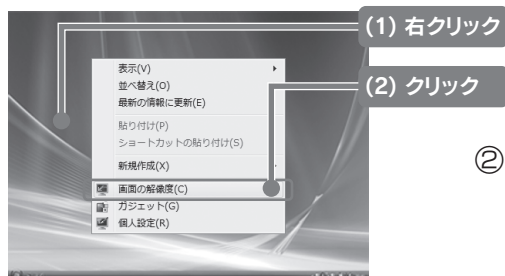 (1) 右クリック
表示(V)
並べ替え(O)
(2) クリック
最新の情報に更新(E)
貼り付け(P)
ショートカットの貼り付け(S)
新規作成(X)
②
画面の解像度(C)
ガジェット(G)
個人設定(R)